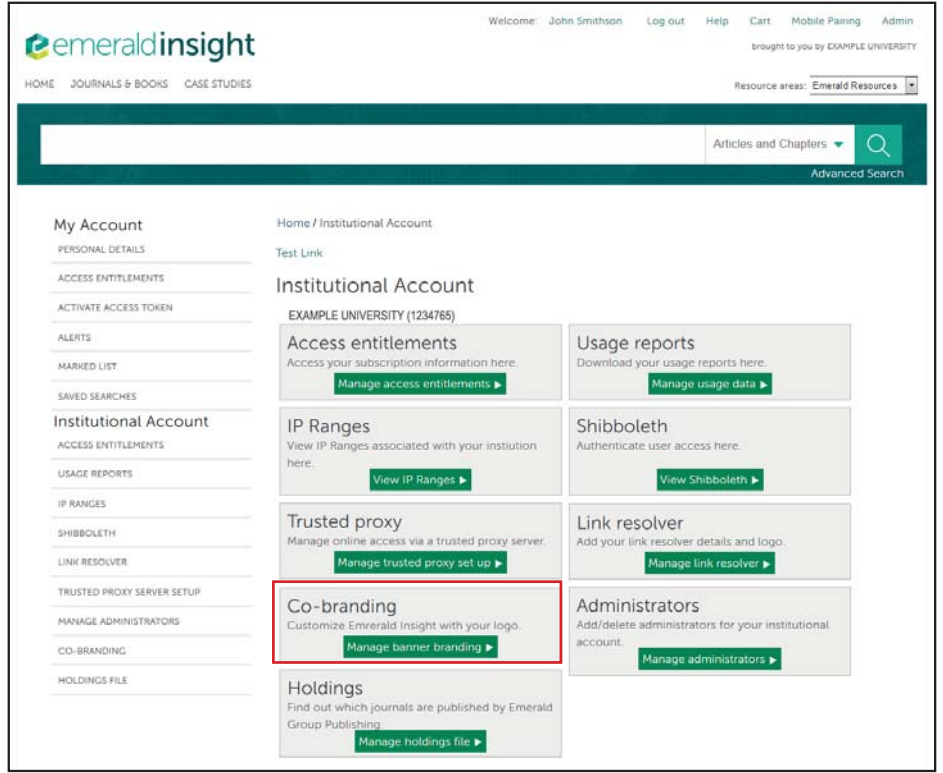 Welcome: John Smithson Log out Help Cart Mobile Pairing Admin
emeraldinsight
brought to you by EXAMPLE UNIVERSITY
HOME JOURNALS & BOOKS CASE STUDIES
Resource areas: Emerald Resources
Articles and Chapters
Advanced Search
My Account
PERSONAL DETAILS
ACCESS ENTITLEMENTS
ACTIVATE ACCESS TOKEN
ALERTS
MARKED LIST
SAVED SEARCHES
Institutional Account
ACCESS ENTITLEMENTS
USAGE REPORTS
IP RANGES
SHIBBOLETH
LINK RESOLVER
TRUSTED PROXY SERVER SETUP
MANAGE ADMINISTRATORS
CO-BRANDING
HOLDINGS FILE
Home / Institutional Account
Test Link
Institutional Account
EXAMPLE UNIVERSITY (1234765)
Access entitlements
Access your subscription information here.
Manage access entitlements ▶
Usage reports
Download your usage reports here.
Manage usage data ▶
IP Ranges
View IP Ranges associated with your instiution
here.
View IP Ranges ▶
Shibboleth
Authenticate user access here.
View Shibboleth ▶
Trusted proxy
Manage online access via a trusted proxy server.
Manage trusted proxy set up ▶
Link resolver
Add your link resolver details and logo.
Manage link resolver ▶
Co-branding
Customize Emrerald Insight with your logo.
Manage banner branding ▶
Administrators
Add/delete administrators for your institutional
account.
Manage administrators ▶
Holdings
Find out which journals are published by Emerald
Group Publishing.
Manage holdings file ▶